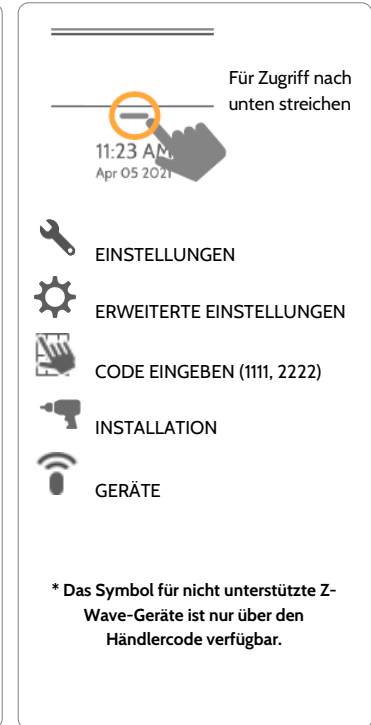 Für Zugriff nach
unten streichen
11:23 AM
Apr 05 2021
EINSTELLUNGEN
ERWEITERTE EINSTELLUNGEN
CODE EINGEBEN (1111, 2222)
INSTALLATION
GERÄTE
* Das Symbol für nicht unterstützte Z-
Wave-Geräte ist nur über den
Händlercode verfügbar.